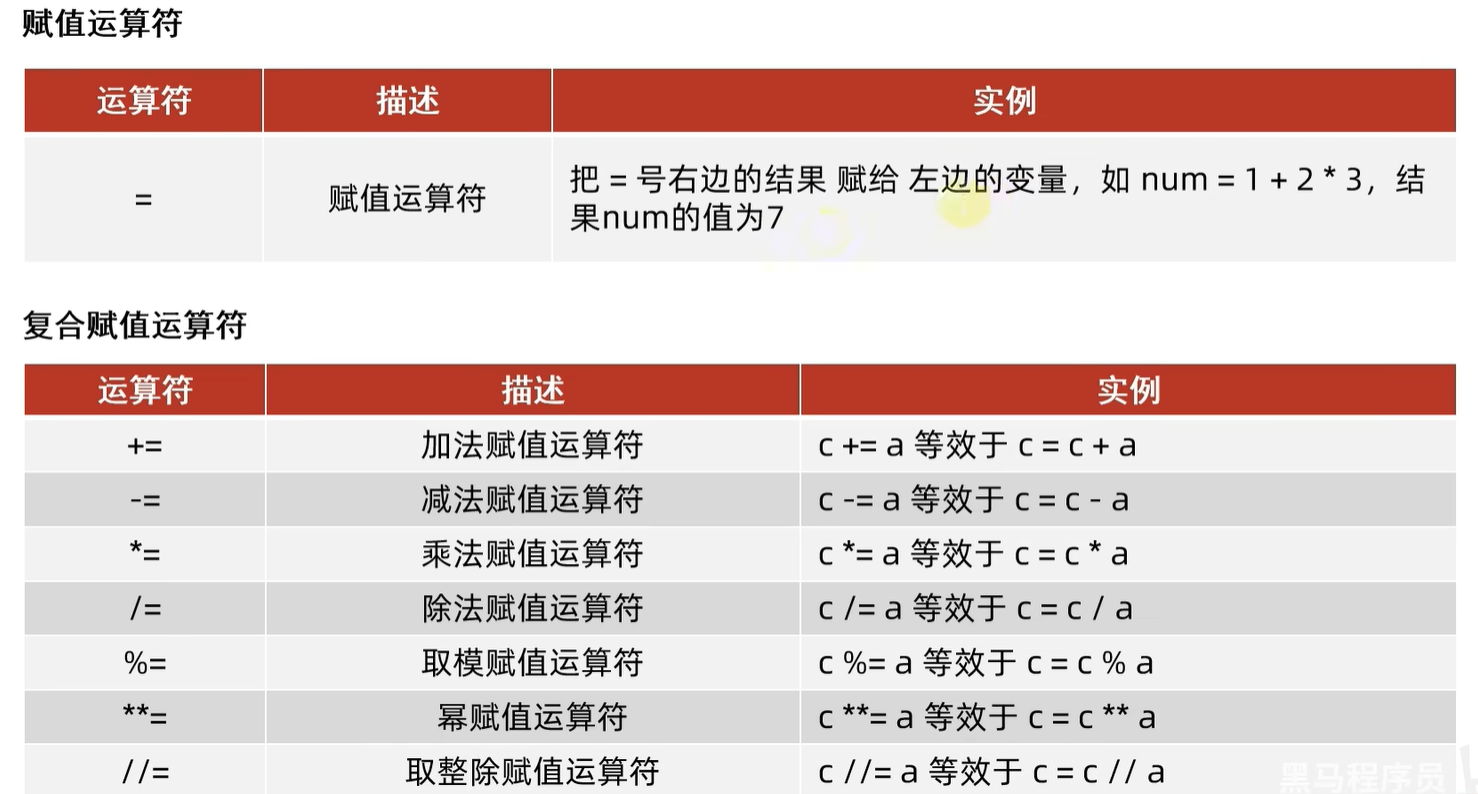 赋值运算符
运算符 描述 实例
= 赋值运算符 把 = 号右边的结果 赋给 左边的变量，如 num = 1 + 2 * 3，结
果num的值为7
复合赋值运算符
运算符 描述 实例
+= 加法赋值运算符 c += a 等效于 c = c + a
-= 减法赋值运算符 c -= a 等效于 c = c - a
*= 乘法赋值运算符 c *= a 等效于 c = c * a
/= 除法赋值运算符 c /= a 等效于 c = c / a
%= 取模赋值运算符 c %= a 等效于 c = c % a
**= 幂赋值运算符 c **= a 等效于 c = c ** a
//= 取整除赋值运算符 c //= a 等效于 c = c // a
黑马程序员